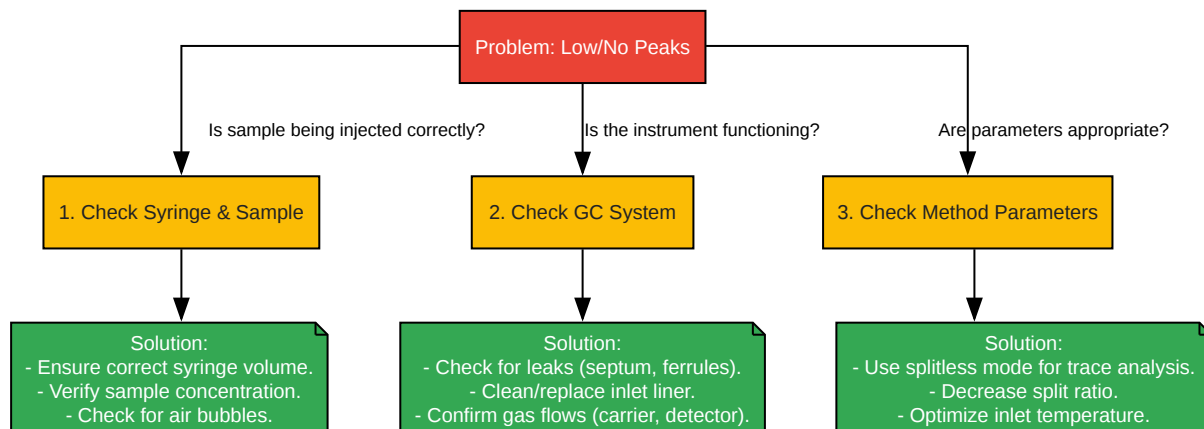 Problem: Low/No Peaks
Is sample being injected correctly?
Is the instrument functioning?
Are parameters appropriate?
1. Check Syringe & Sample
2. Check GC System
3. Check Method Parameters
Solution:
- Ensure correct syringe volume.
- Verify sample concentration.
- Check for air bubbles.
Solution:
- Check for leaks (septum, ferrules).
- Clean/replace inlet liner.
- Confirm gas flows (carrier, detector).
Solution:
- Use splitless mode for trace analysis.
- Decrease split ratio.
- Optimize inlet temperature.